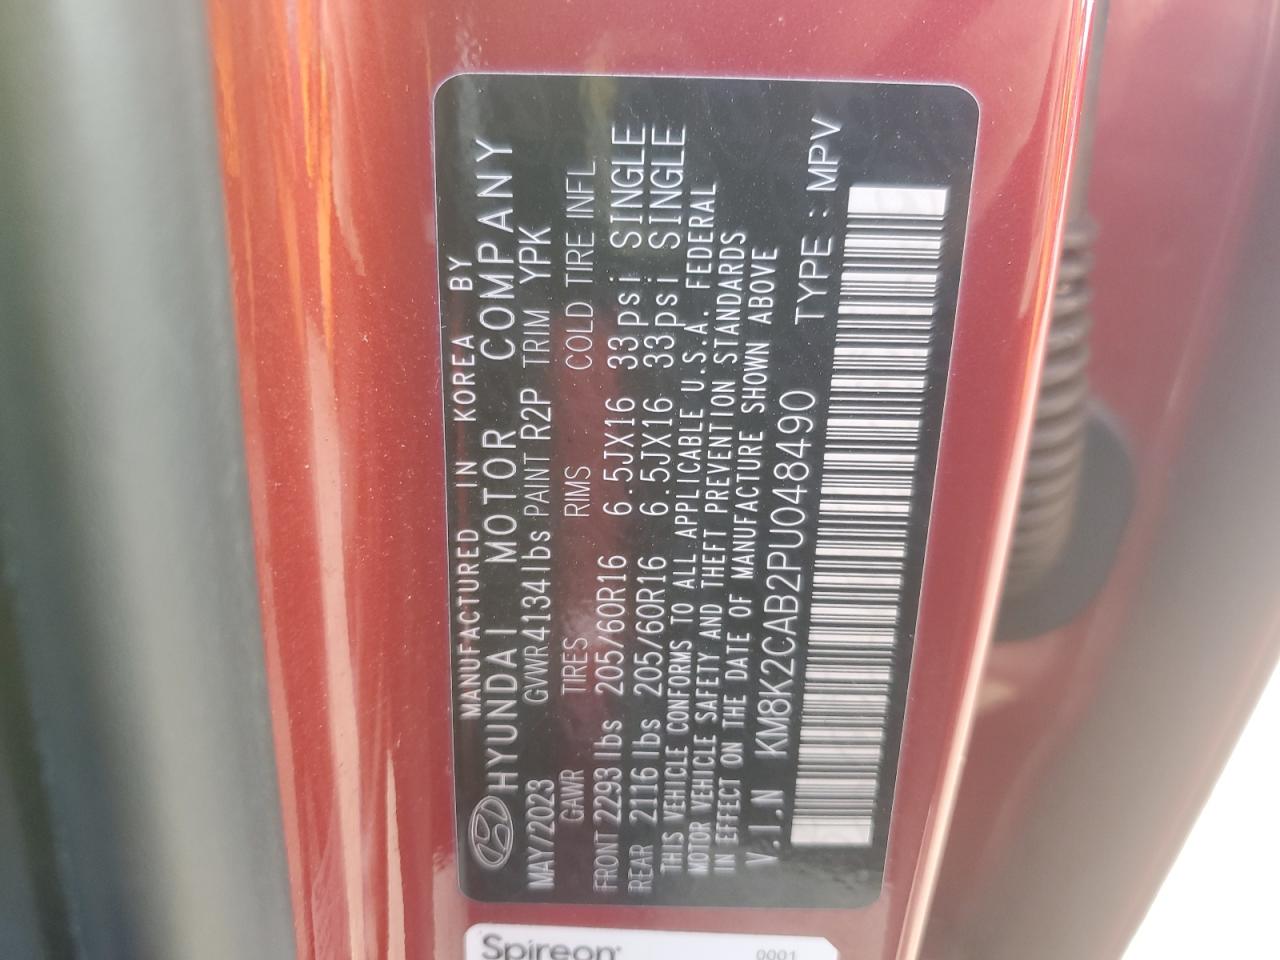 MANUFACTURED IN KOREA BY
HYUNDAI MOTOR COMPANY
MAY/2023 GVWR 4134lbs PAINT R2P TRIM YPK
GAWR TIRES RIMS COLD TIRE INFL
FRONT 2293 lbs 205/60R16 6.5JX16 33psi SINGLE
REAR 2116 lbs 205/60R16 6.5JX16 33psi SINGLE
THIS VEHICLE CONFORMS TO ALL APPLICABLE U.S.A. FEDERAL
MOTOR VEHICLE SAFETY AND THEFT PREVENTION STANDARDS
IN EFFECT ON THE DATE OF MANUFACTURE SHOWN ABOVE
V.I.N KM8K2CAB2PU048490 TYPE : MPV
Spireon
0001